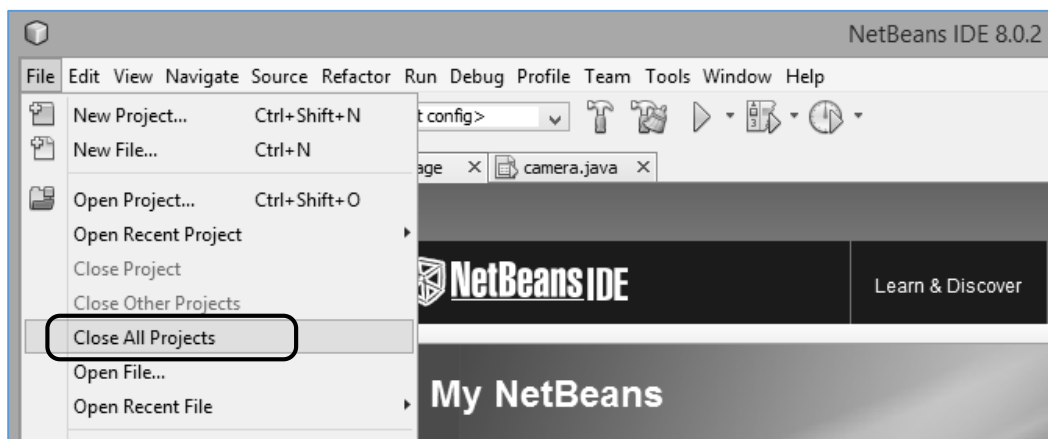 NetBeans IDE 8.0.2
File Edit View Navigate Source Refactor Run Debug Profile Team Tools Window Help
New Project... Ctrl+Shift+N
New File... Ctrl+N
Open Project... Ctrl+Shift+O
Open Recent Project
Close Project
Close Other Projects
Close All Projects
Open File...
Open Recent File
t config>
age × camera.java ×
NetBeans IDE
Learn & Discover
My NetBeans